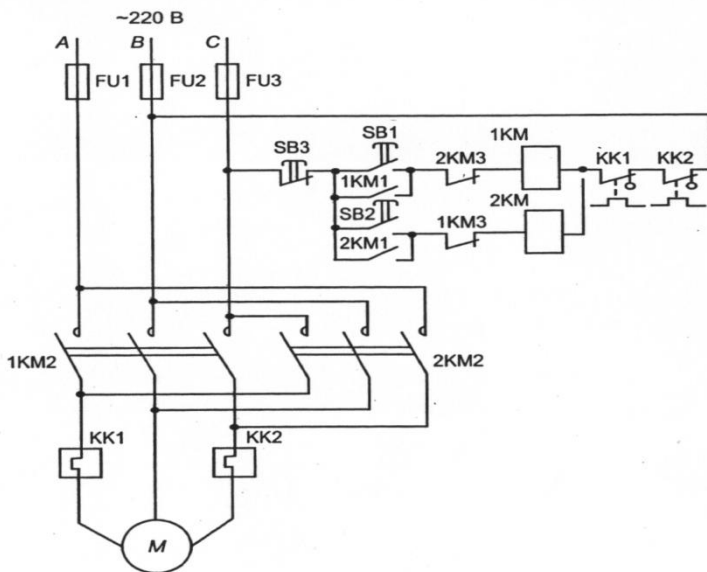 ~220 В
A B C
FU1 FU2 FU3
SB3 SB1 1KM
1KM1 2KM3 KK1 KK2
SB2 2KM
2KM1 1KM3
1KM2 2KM2
KK1 KK2
M